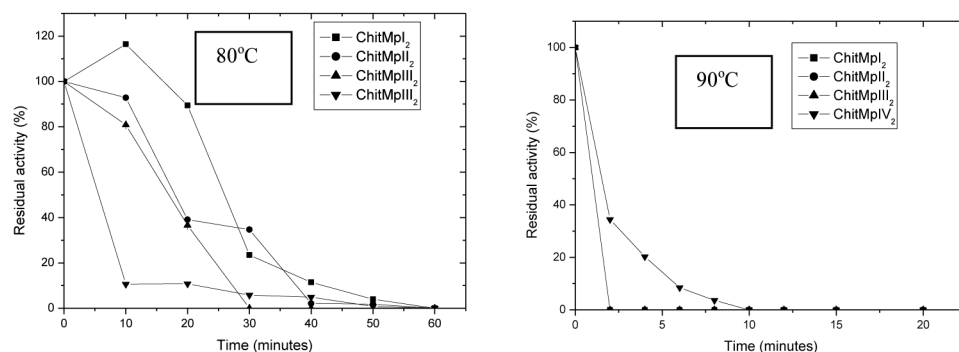 120
100
80
60
40
20
0
Residual activity (%)
80°C
ChitMpI₂
ChitMpII₂
ChitMpIII₂
ChitMpIII₂
0 10 20 30 40 50 60
Time (minutes)
100
80
60
40
20
0
Residual activity (%)
90°C
ChitMpI₂
ChitMpII₂
ChitMpIII₂
ChitMpIV₂
0 5 10 15 20
Time (minutes)